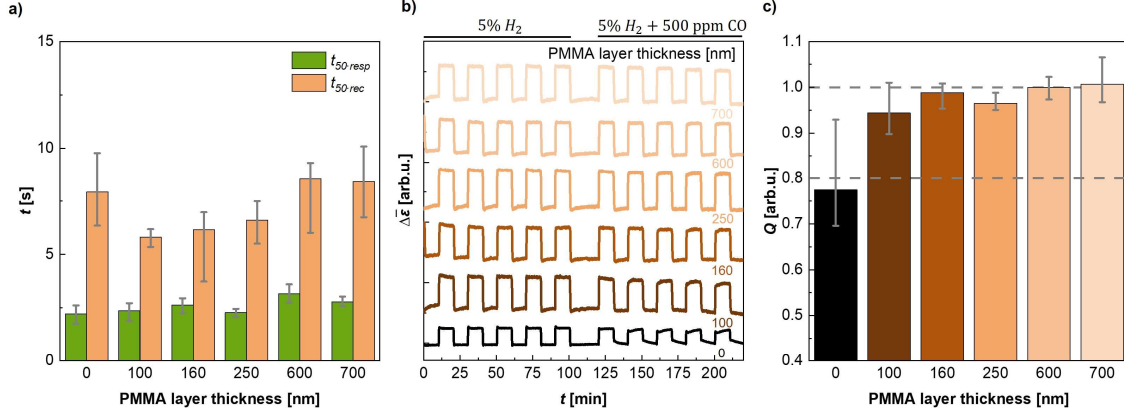 a)
15
10
5
0
t [s]
t50·resp
t50·rec
0 100 160 250 600 700
PMMA layer thickness [nm]
b)
5% H2 5% H2 + 500 ppm CO
PMMA layer thickness [nm]
700
600
250
160
100
0
Δε̄ [arb.u.]
0 25 50 75 100 125 150 175 200
t [min]
c)
1.1
1.0
0.9
0.8
0.7
0.6
0.5
0.4
Q [arb.u.]
0 100 160 250 600 700
PMMA layer thickness [nm]